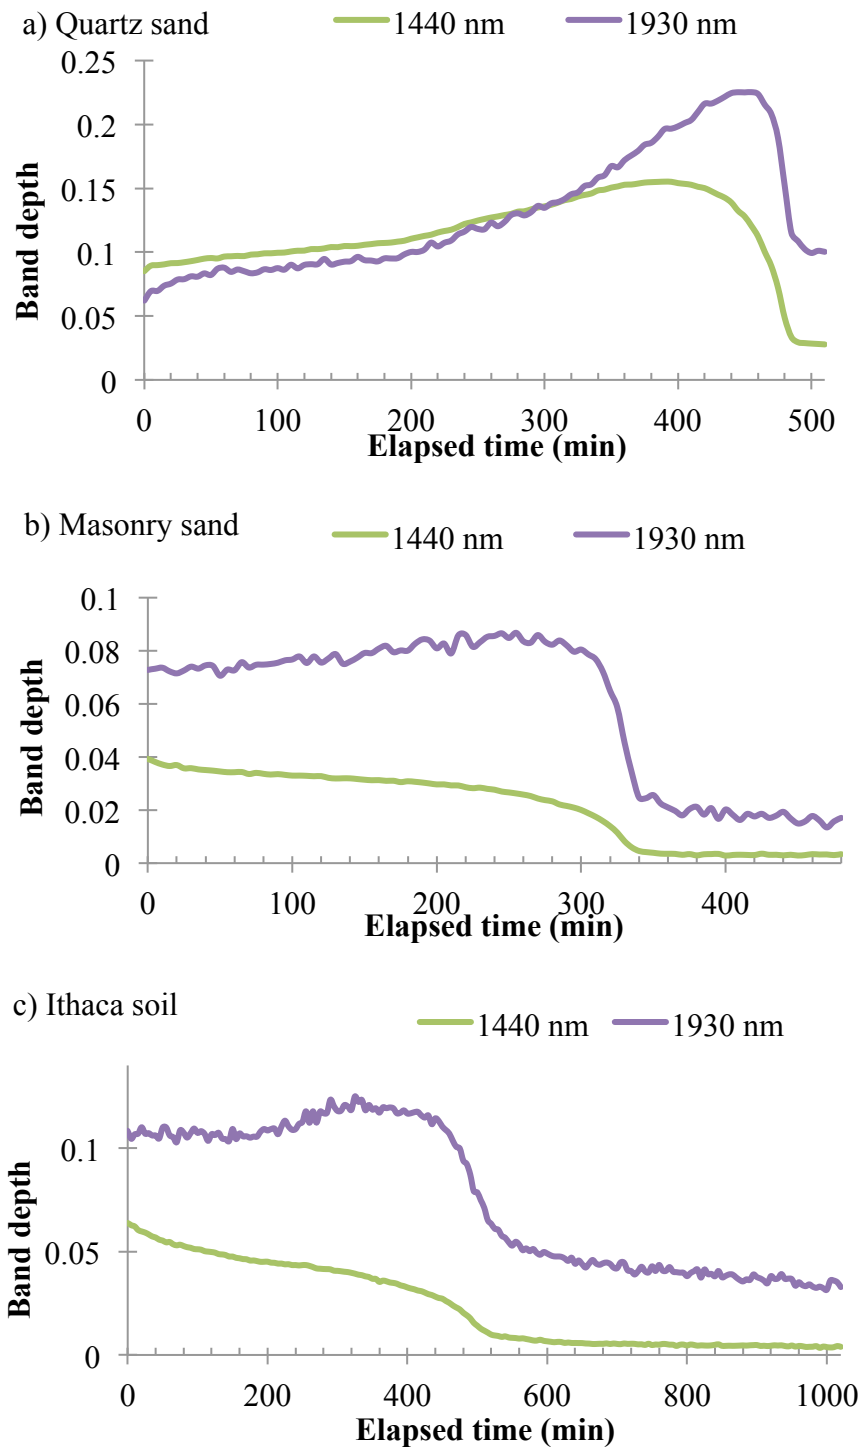 a) Quartz sand 1440 nm 1930 nm
0.25
0.2
0.15
0.1
0.05
0
Band depth
0 100 200 300 400 500
Elapsed time (min)
b) Masonry sand 1440 nm 1930 nm
0.1
0.08
0.06
0.04
0.02
0
Band depth
0 100 200 300 400
Elapsed time (min)
c) Ithaca soil 1440 nm 1930 nm
0.1
0.05
0
Band depth
0 200 400 600 800 1000
Elapsed time (min)